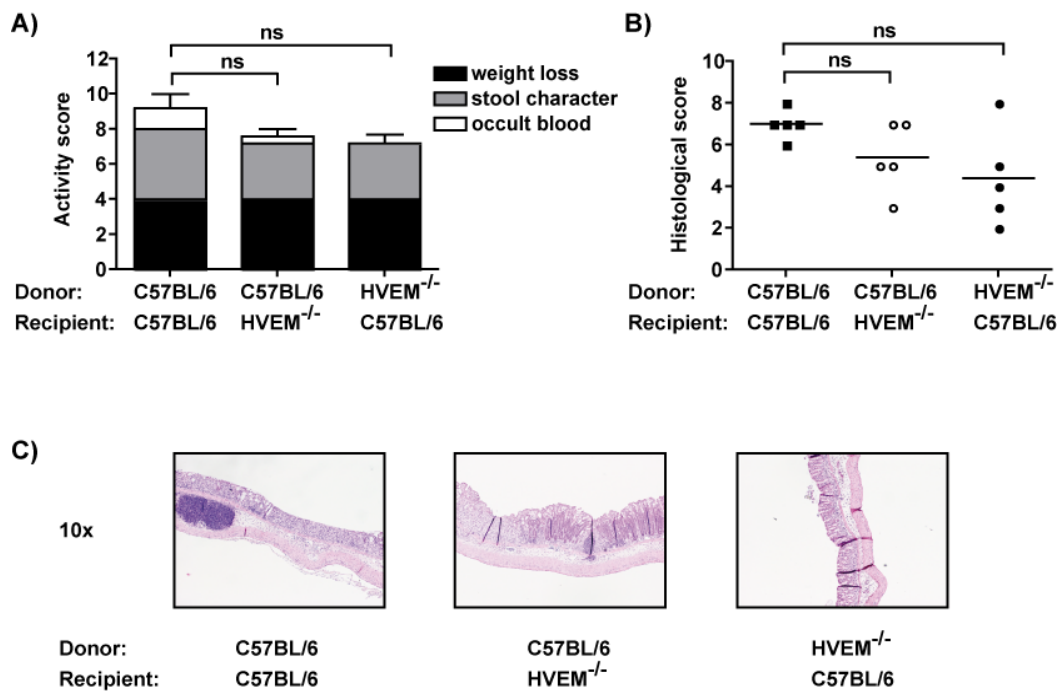 A)
ns
ns
12
10
8
6
4
2
0
Activity score
weight loss
stool character
occult blood
Donor: C57BL/6 C57BL/6 HVEM-/-
Recipient: C57BL/6 HVEM-/- C57BL/6
B)
ns
ns
10
8
6
4
2
0
Histological score
Donor: C57BL/6 C57BL/6 HVEM-/-
Recipient: C57BL/6 HVEM-/- C57BL/6
C)
10x
Donor: C57BL/6 C57BL/6 HVEM-/-
Recipient: C57BL/6 HVEM-/- C57BL/6